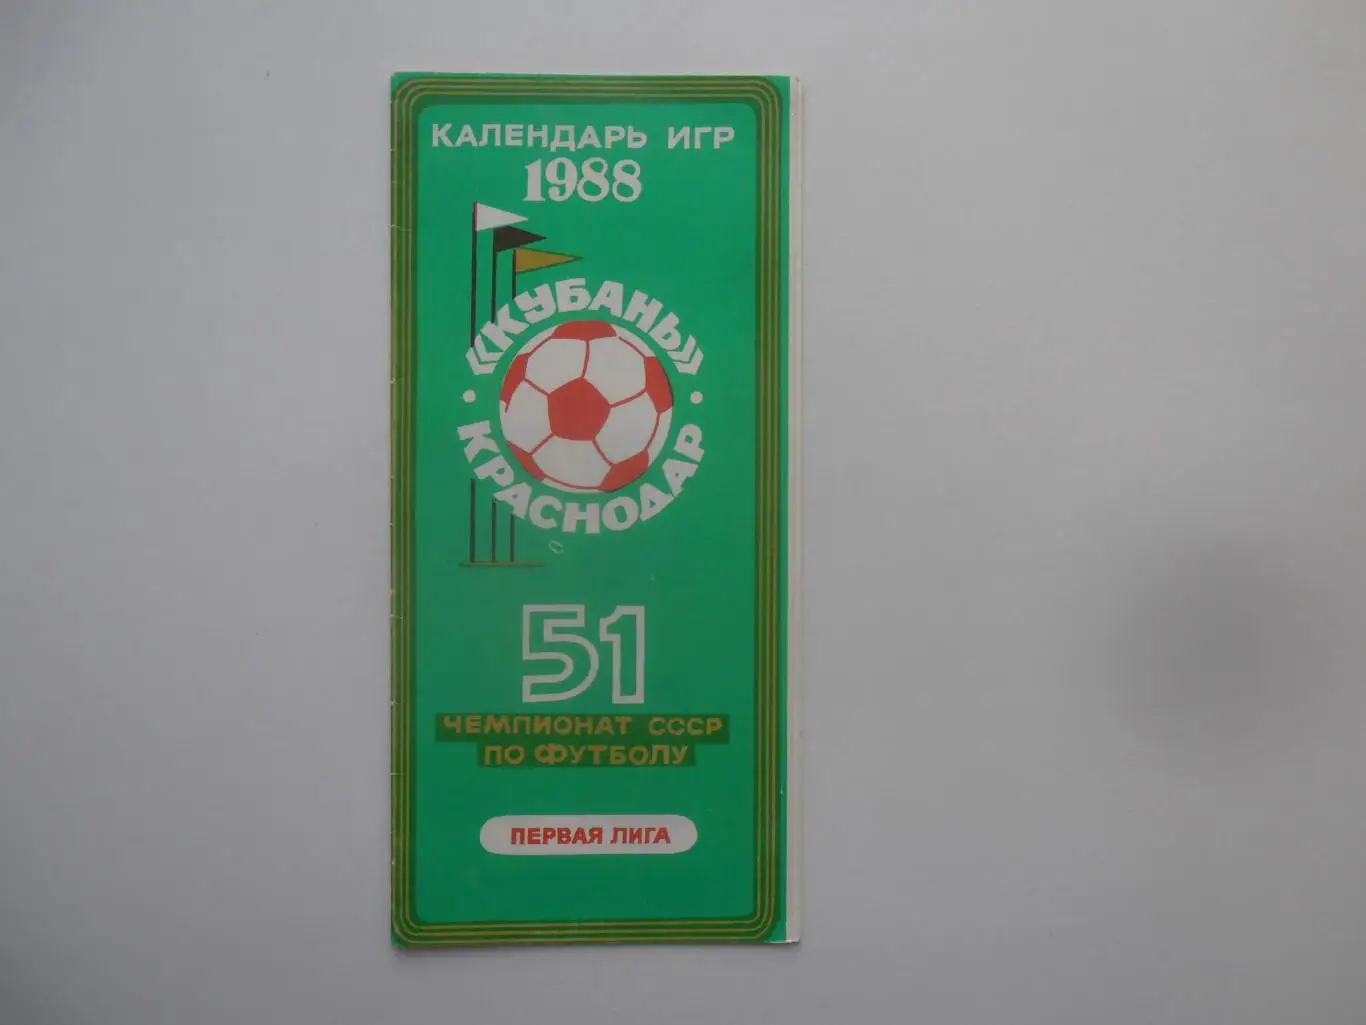 КАЛЕНДАРЬ ИГР
1988
«КУБАНЬ»
• КРАСНОДАР •
51
ЧЕМПИОНАТ СССР
ПО ФУТБОЛУ
ПЕРВАЯ ЛИГА